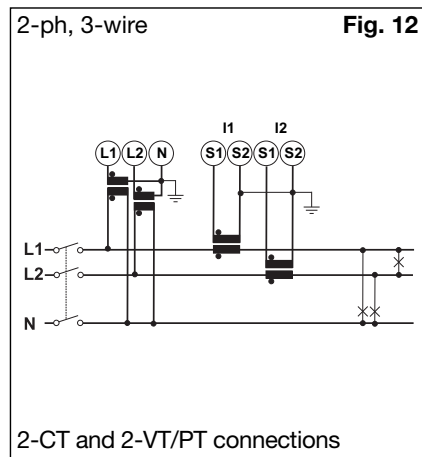 2-ph, 3-wire Fig. 12
I1 I2
L1 L2 N S1 S2 S1 S2
L1
L2
N
2-CT and 2-VT/PT connections